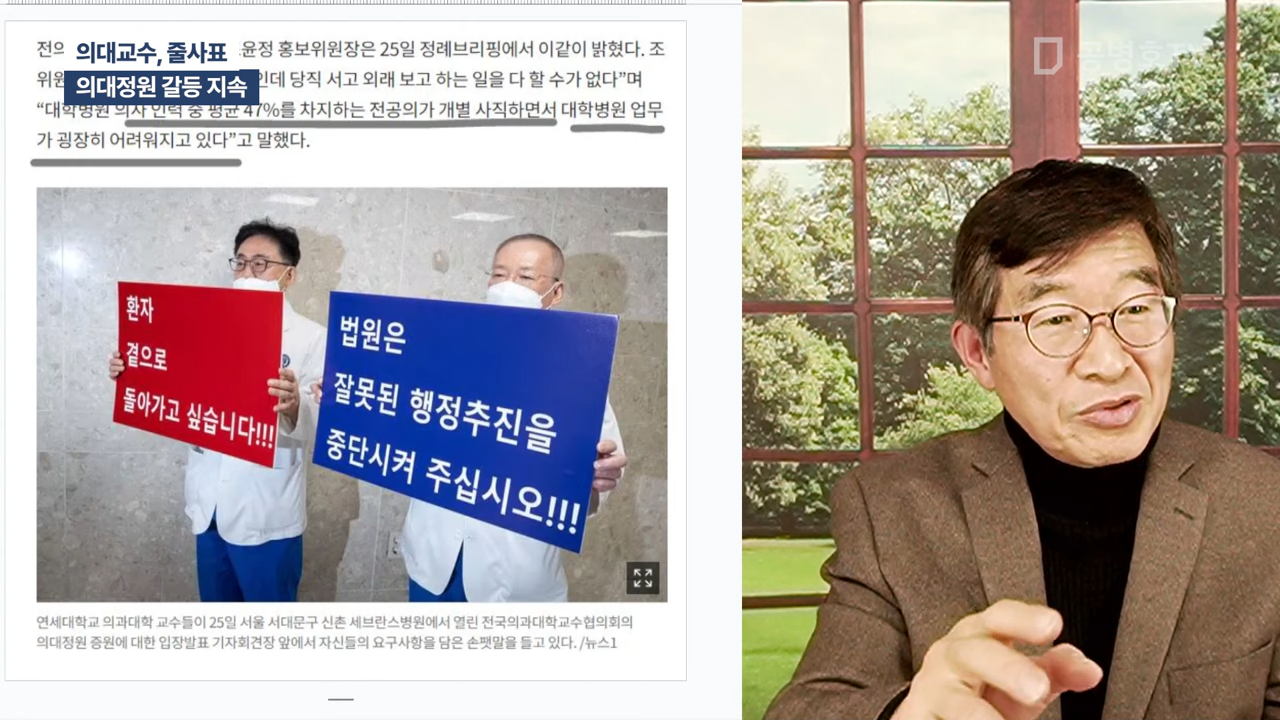 의대교수, 줄사표
의대정원 갈등 지속
전의 윤정 홍보위원장은 25일 정례브리핑에서 이같이 밝혔다. 조
위원 인데 당직 서고 외래 보고 하는 일을 다 할 수가 없다”며
“대학병원 의사 인력 중 평균 47%를 차지하는 전공의가 개별 사직하면서 대학병원 업무
가 굉장히 어려워지고 있다”고 말했다.
환자
곁으로
돌아가고 싶습니다!!!
법원은
잘못된 행정추진을
중단시켜 주십시오!!!
연세대학교 의과대학 교수들이 25일 서울 서대문구 신촌 세브란스병원에서 열린 전국의과대학교수협의회의
의대정원 증원에 대한 입장발표 기자회견장 앞에서 자신들의 요구사항을 담은 손팻말을 들고 있다. /뉴스1
공병호